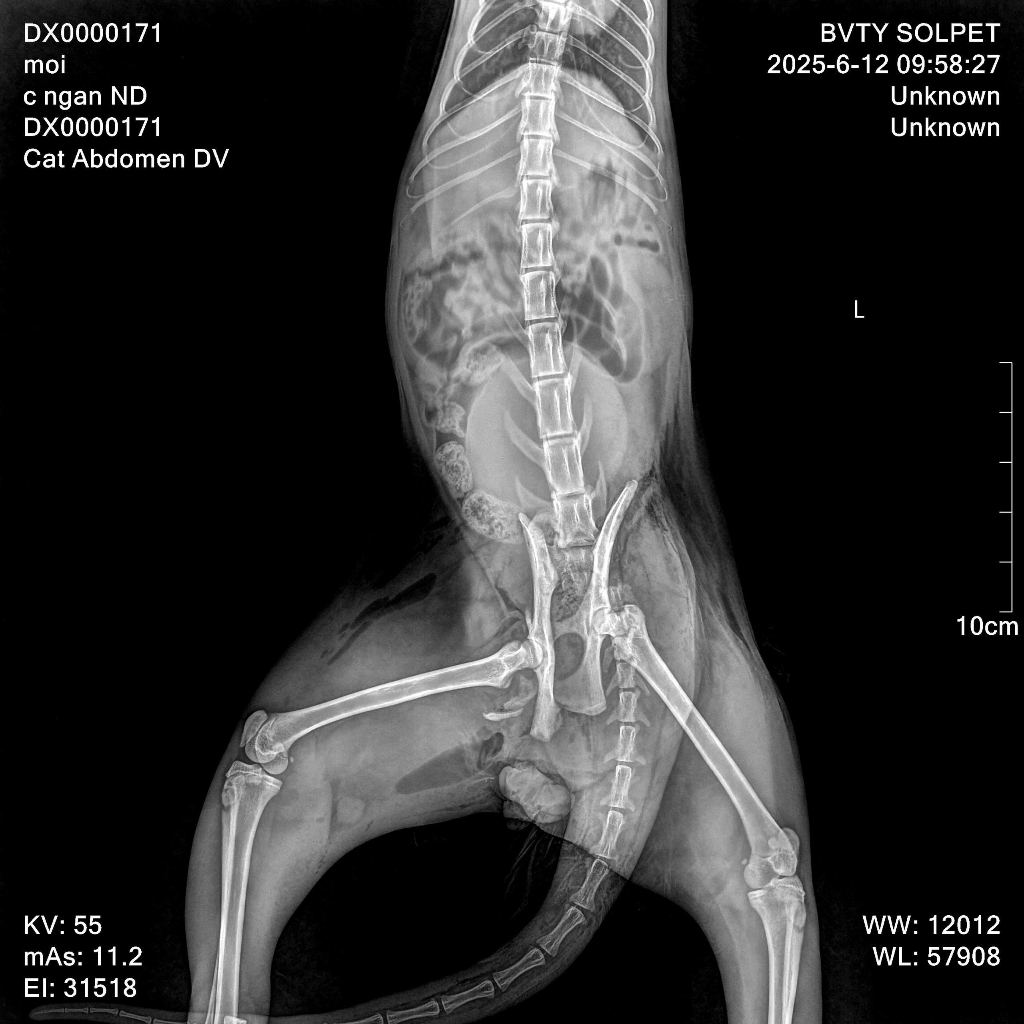 DX0000171
moi
c ngan ND
DX0000171
Cat Abdomen DV
BVTY SOLPET
2025-6-12 09:58:27
Unknown
Unknown
L
10cm
KV: 55
mAs: 11.2
EI: 31518
WW: 12012
WL: 57908